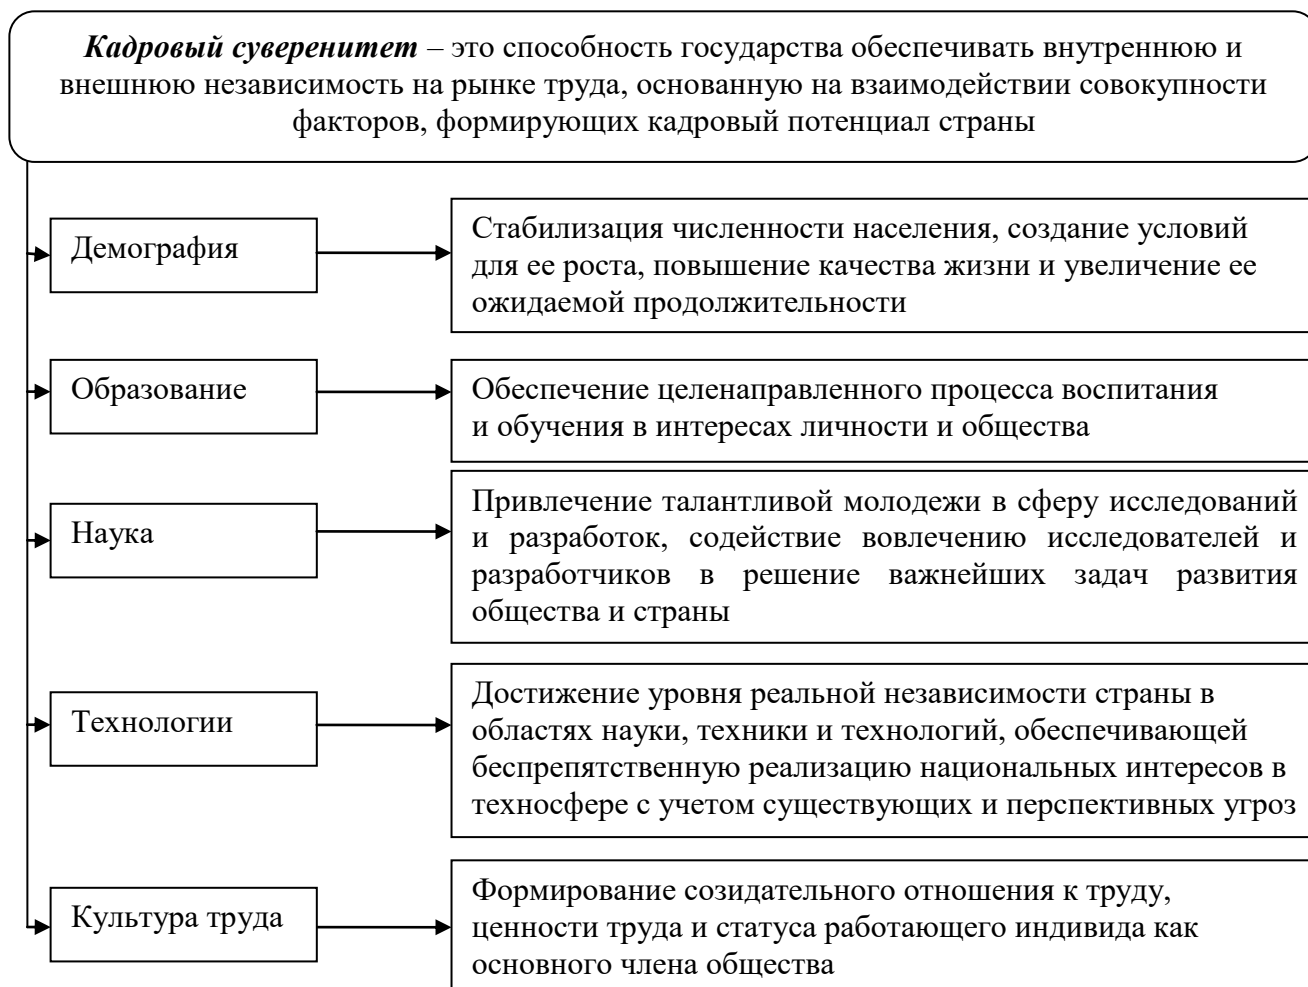 Кадровый суверенитет – это способность государства обеспечивать внутреннюю и
внешнюю независимость на рынке труда, основанную на взаимодействии совокупности
факторов, формирующих кадровый потенциал страны
Демография
Стабилизация численности населения, создание условий
для ее роста, повышение качества жизни и увеличение ее
ожидаемой продолжительности
Образование
Обеспечение целенаправленного процесса воспитания
и обучения в интересах личности и общества
Наука
Привлечение талантливой молодежи в сферу исследований
и разработок, содействие вовлечению исследователей и
разработчиков в решение важнейших задач развития
общества и страны
Технологии
Достижение уровня реальной независимости страны в
областях науки, техники и технологий, обеспечивающей
беспрепятственную реализацию национальных интересов в
техносфере с учетом существующих и перспективных угроз
Культура труда
Формирование созидательного отношения к труду,
ценности труда и статуса работающего индивида как
основного члена общества